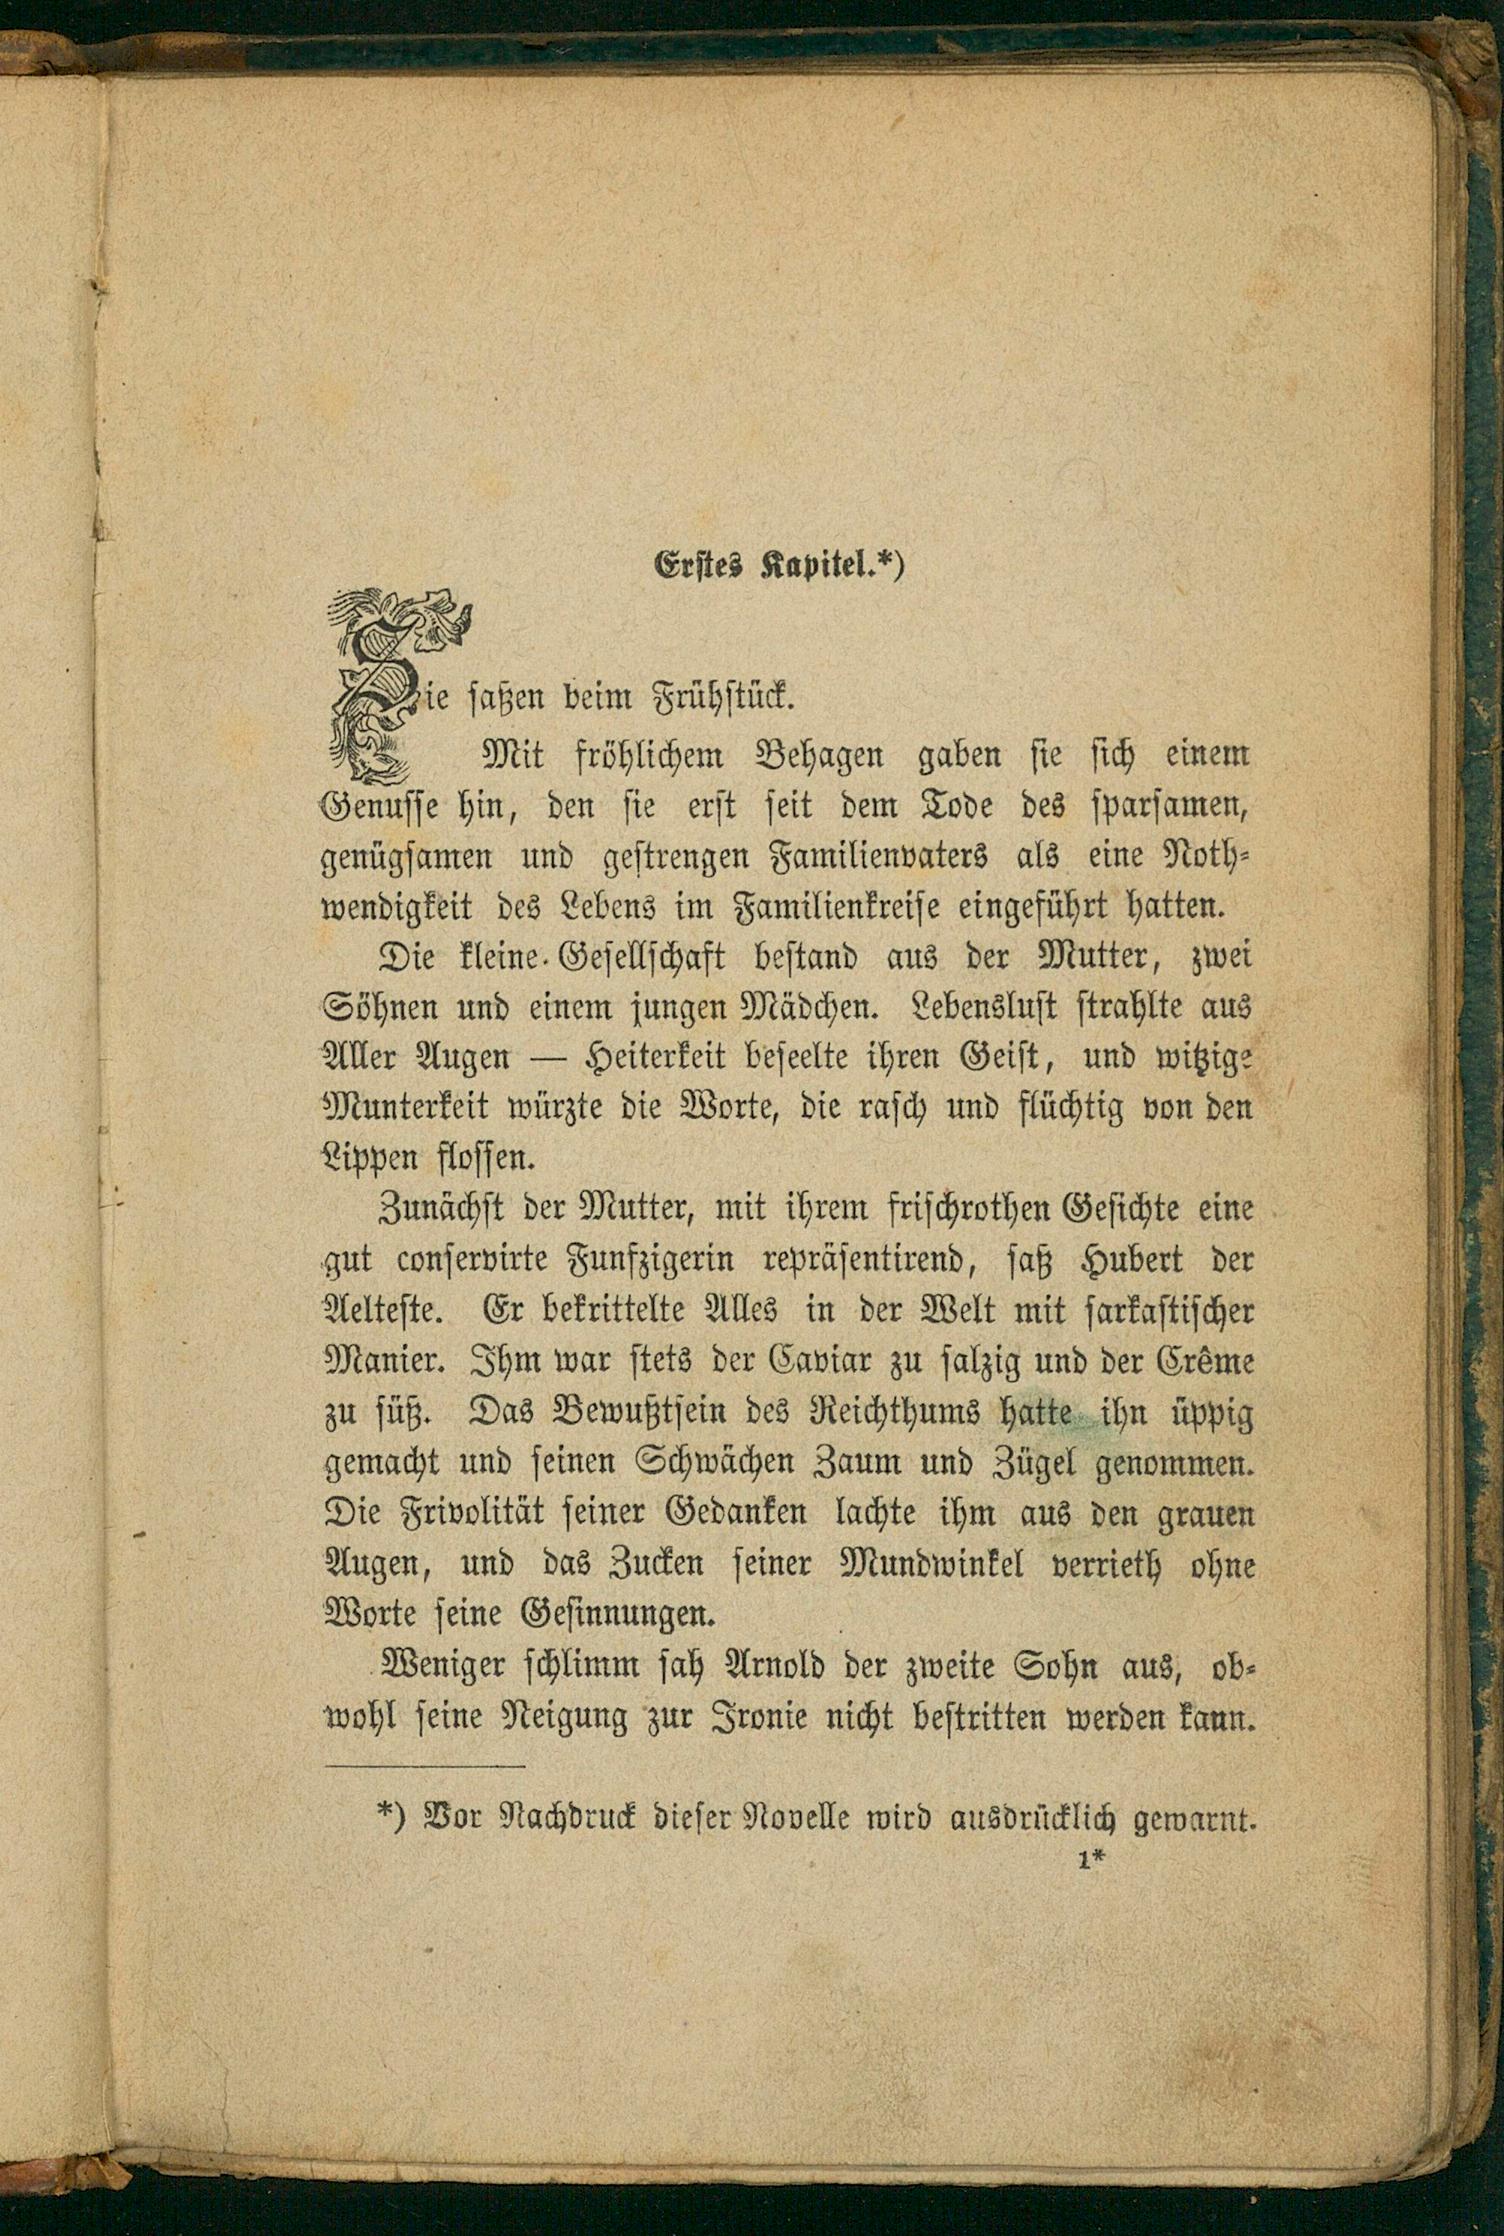 Erstes Kapitel.*)
Sie saßen beim Frühstück.
Mit fröhlichem Behagen gaben sie sich einem
Genusse hin, den sie erst seit dem Tode des sparsamen,
genügsamen und gestrengen Familienvaters als eine Noth-
wendigkeit des Lebens im Familienkreise eingeführt hatten.
Die kleine Gesellschaft bestand aus der Mutter, zwei
Söhnen und einem jungen Mädchen. Lebenslust strahlte aus
Aller Augen — Heiterkeit beseelte ihren Geist, und witzige
Munterkeit würzte die Worte, die rasch und flüchtig von den
Lippen flossen.
Zunächst der Mutter, mit ihrem frischrothen Gesichte eine
gut conservirte Funfzigerin repräsentirend, saß Hubert der
Aelteste. Er bekrittelte Alles in der Welt mit sarkastischer
Manier. Ihm war stets der Caviar zu salzig und der Crême
zu süß. Das Bewußtsein des Reichthums hatte ihn üppig
gemacht und seinen Schwächen Zaum und Zügel genommen.
Die Frivolität seiner Gedanken lachte ihm aus den grauen
Augen, und das Zucken seiner Mundwinkel verrieth ohne
Worte seine Gesinnungen.
Weniger schlimm sah Arnold der zweite Sohn aus, ob-
wohl seine Neigung zur Ironie nicht bestritten werden kann.
*) Vor Nachdruck dieser Novelle wird ausdrücklich gewarnt.
1*